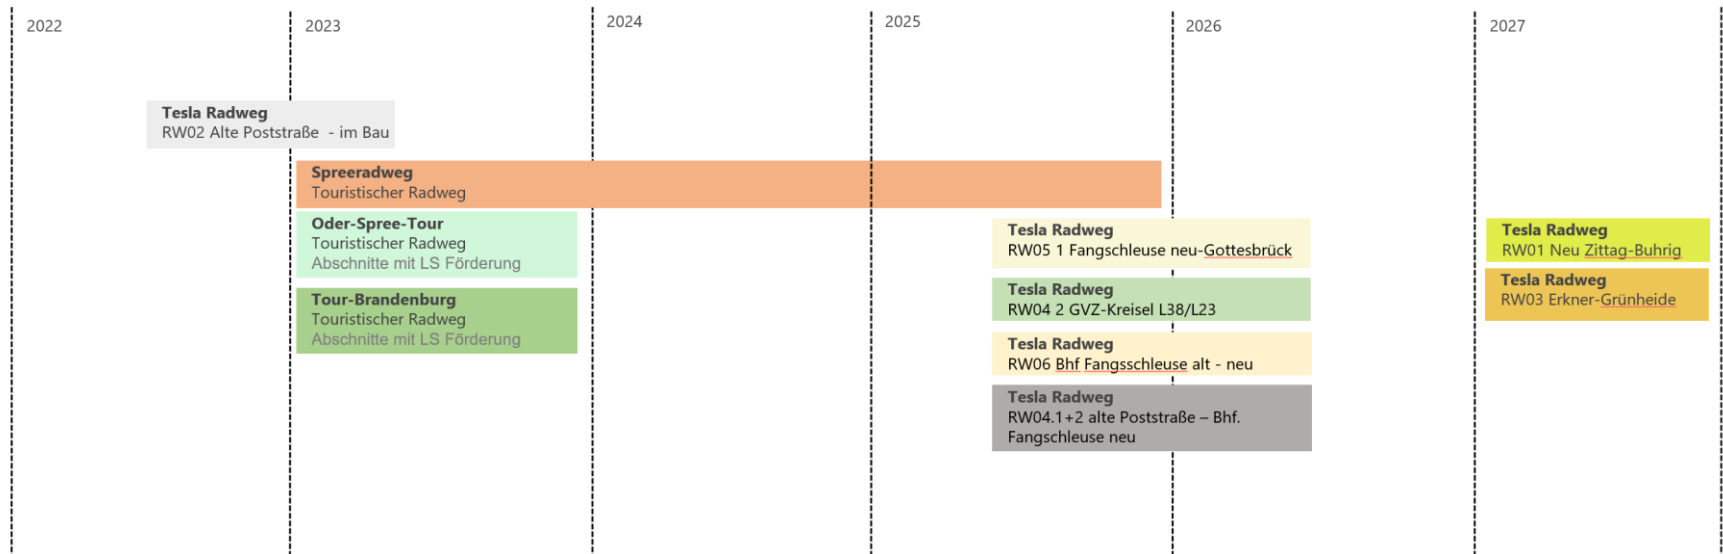 2022
2023
2024
2025
2026
2027
Tesla Radweg
RW02 Alte Poststraße - im Bau
Spreeradweg
Touristischer Radweg
Oder-Spree-Tour
Touristischer Radweg
Abschnitte mit LS Förderung
Tour-Brandenburg
Touristischer Radweg
Abschnitte mit LS Förderung
Tesla Radweg
RW05 1 Fangschleuse neu-Gottesbrück
Tesla Radweg
RW04 2 GVZ-Kreisel L38/L23
Tesla Radweg
RW06 Bhf Fangsschleuse alt - neu
Tesla Radweg
RW04.1+2 alte Poststraße – Bhf.
Fangschleuse neu
Tesla Radweg
RW01 Neu Zittag-Buhrig
Tesla Radweg
RW03 Erkner-Grünheide